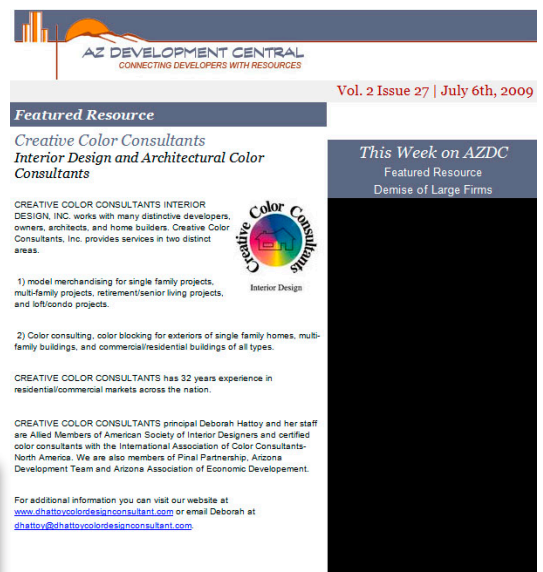 AZ DEVELOPMENT CENTRAL
CONNECTING DEVELOPERS WITH RESOURCES
Vol. 2 Issue 27 | July 6th, 2009
Featured Resource
Creative Color Consultants
Interior Design and Architectural Color
Consultants
CREATIVE COLOR CONSULTANTS INTERIOR
DESIGN, INC. works with many distinctive developers,
owners, architects, and home builders. Creative Color
Consultants, Inc. provides services in two distinct
areas.
Creative Color Consultants
Interior Design
1) model merchandising for single family projects,
multi-family projects, retirement/senior living projects,
and loft/condo projects.
2) Color consulting, color blocking for exteriors of single family homes, multi-
family buildings, and commercial/residential buildings of all types.
CREATIVE COLOR CONSULTANTS has 32 years experience in
residential/commercial markets across the nation.
CREATIVE COLOR CONSULTANTS principal Deborah Hattoy and her staff
are Allied Members of American Society of Interior Designers and certified
color consultants with the International Association of Color Consultants-
North America. We are also members of Pinal Partnership, Arizona
Development Team and Arizona Association of Economic Developement.
For additional information you can visit our website at
www.dhattoycolordesignconsultant.com or email Deborah at
dhattoy@dhattoycolordesignconsultant.com.
This Week on AZDC
Featured Resource
Demise of Large Firms